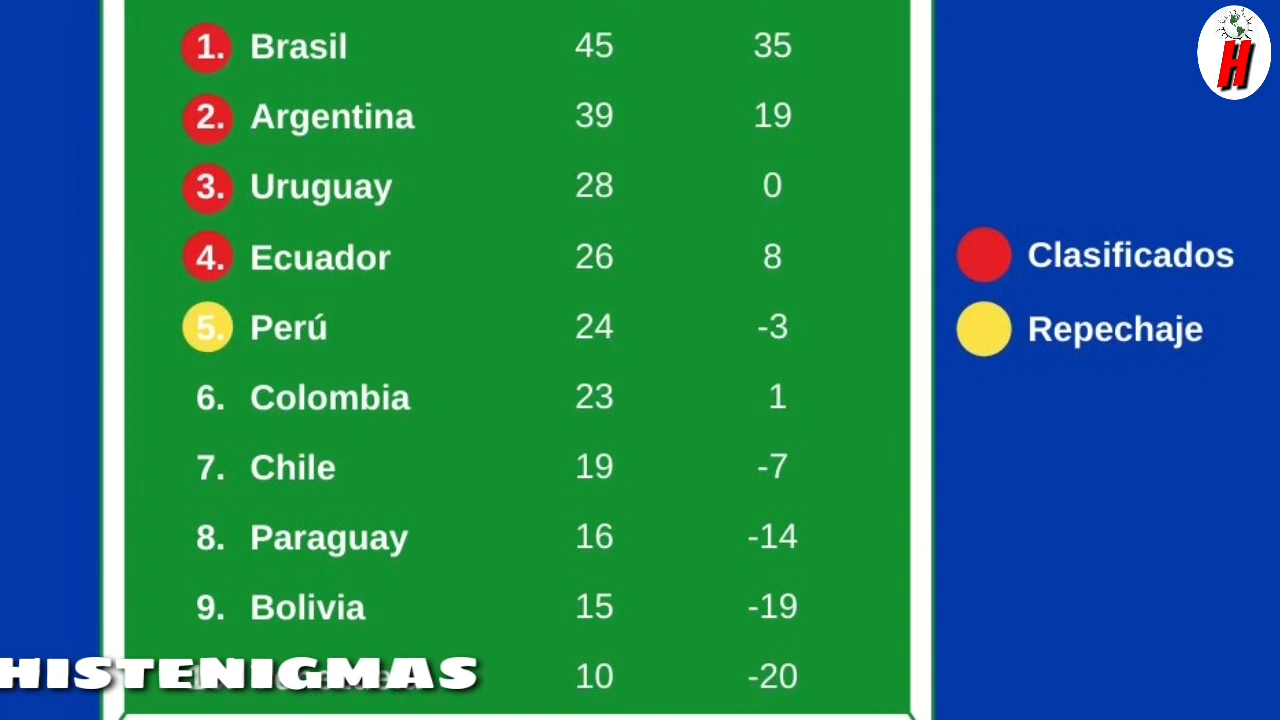 H
1. Brasil 45 35
2. Argentina 39 19
3. Uruguay 28 0
4. Ecuador 26 8
5. Perú 24 -3
6. Colombia 23 1
7. Chile 19 -7
8. Paraguay 16 -14
9. Bolivia 15 -19
10 -20
Clasificados
Repechaje
HISTENIGMAS